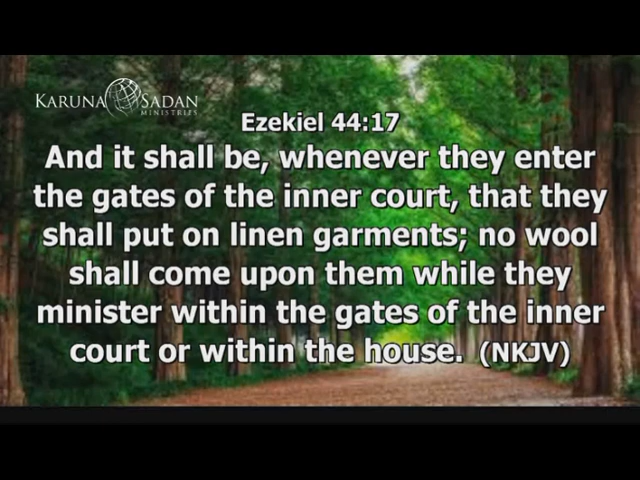 KARUNA SADAN
MINISTRIES
Ezekiel 44:17
And it shall be, whenever they enter
the gates of the inner court, that they
shall put on linen garments; no wool
shall come upon them while they
minister within the gates of the inner
court or within the house. (NKJV)